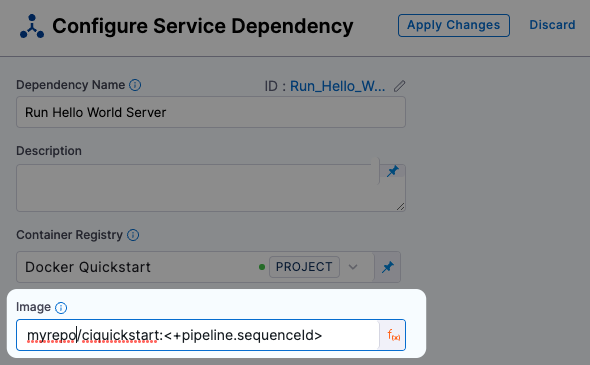 Configure Service Dependency
Apply Changes
Discard
Dependency Name
ID : Run_Hello_W...
Run Hello World Server
Description
Container Registry
Docker Quickstart
PROJECT
Image
myrepo/ciquickstart:<+pipeline.sequenceId>
f(x)